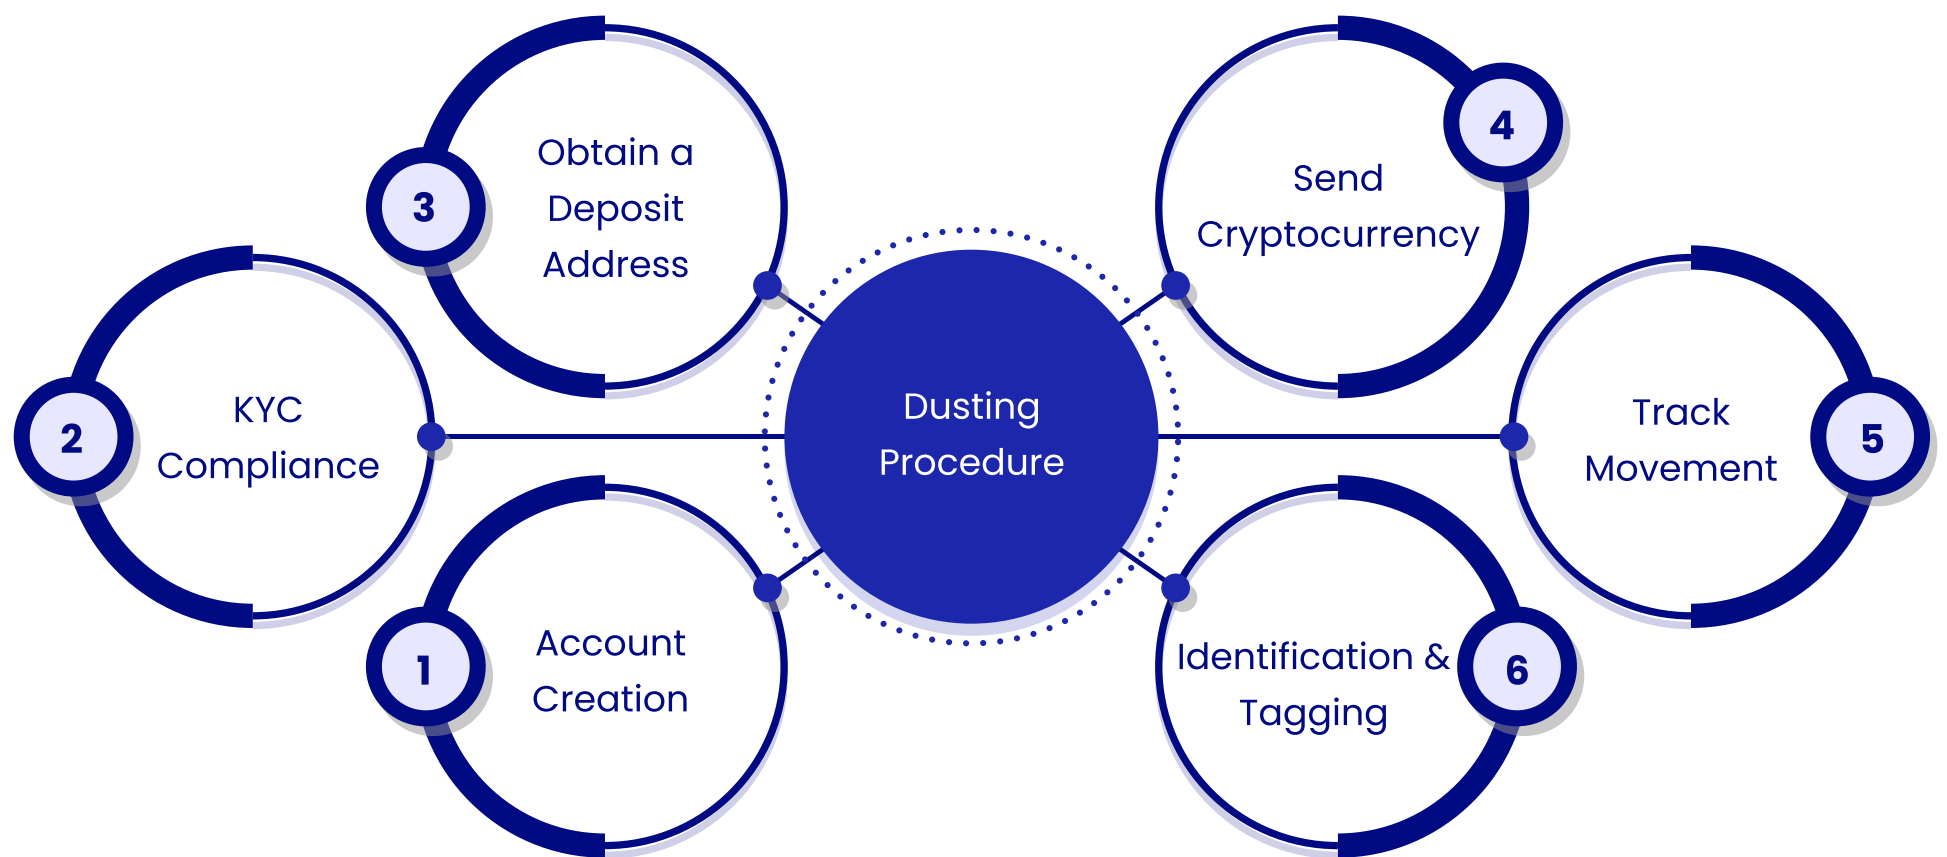 Dusting
Procedure
1
Account
Creation
2
KYC
Compliance
3
Obtain a
Deposit
Address
4
Send
Cryptocurrency
5
Track
Movement
6
Identification &
Tagging